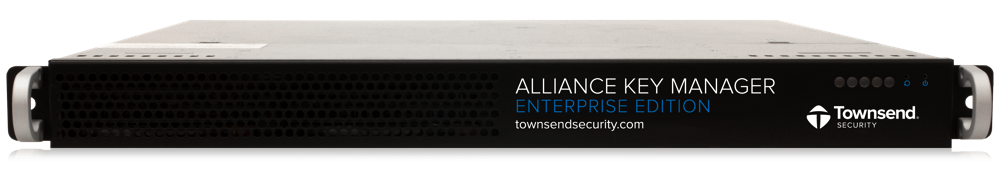 ALLIANCE KEY MANAGER
ENTERPRISE EDITION
townsendsecurity.com
Townsend
SECURITY